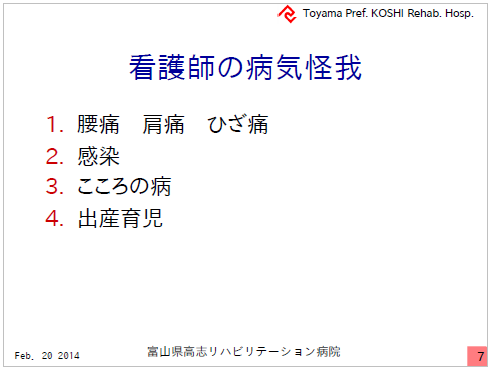 Toyama Pref. KOSHI Rehab. Hosp.
看護師の病気怪我
1. 腰痛　肩痛　ひざ痛
2. 感染
3. こころの病
4. 出産育児
Feb. 20 2014
富山県高志リハビリテーション病院
7